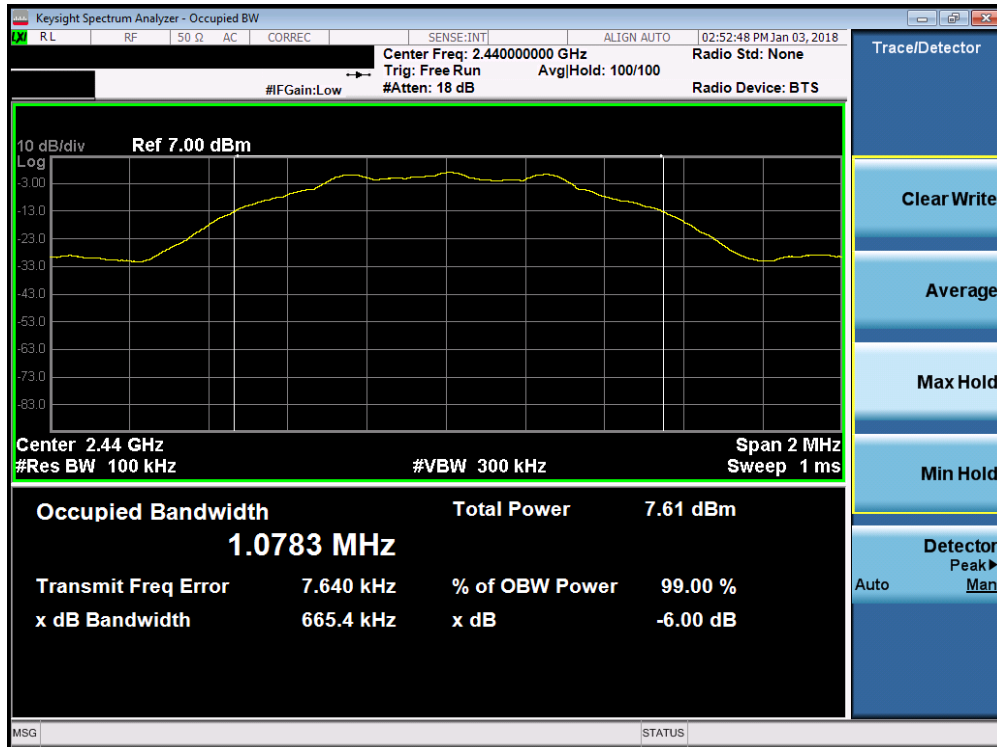 Keysight Spectrum Analyzer - Occupied BW
LXI RL RF 50 Ω AC CORREC SENSE:INT ALIGN AUTO 02:52:48 PM Jan 03, 2018
Center Freq: 2.440000000 GHz Radio Std: None
Trig: Free Run Avg|Hold: 100/100
#IFGain:Low #Atten: 18 dB Radio Device: BTS
10 dB/div Ref 7.00 dBm
Log
-3.00
-13.0
-23.0
-33.0
-43.0
-53.0
-63.0
-73.0
-83.0
Center 2.44 GHz Span 2 MHz
#Res BW 100 kHz #VBW 300 kHz Sweep 1 ms
Occupied Bandwidth Total Power 7.61 dBm
1.0783 MHz
Transmit Freq Error 7.640 kHz % of OBW Power 99.00 %
x dB Bandwidth 665.4 kHz x dB -6.00 dB
MSG STATUS
Trace/Detector
Clear Write
Average
Max Hold
Min Hold
Detector
Peak▶
Auto Man